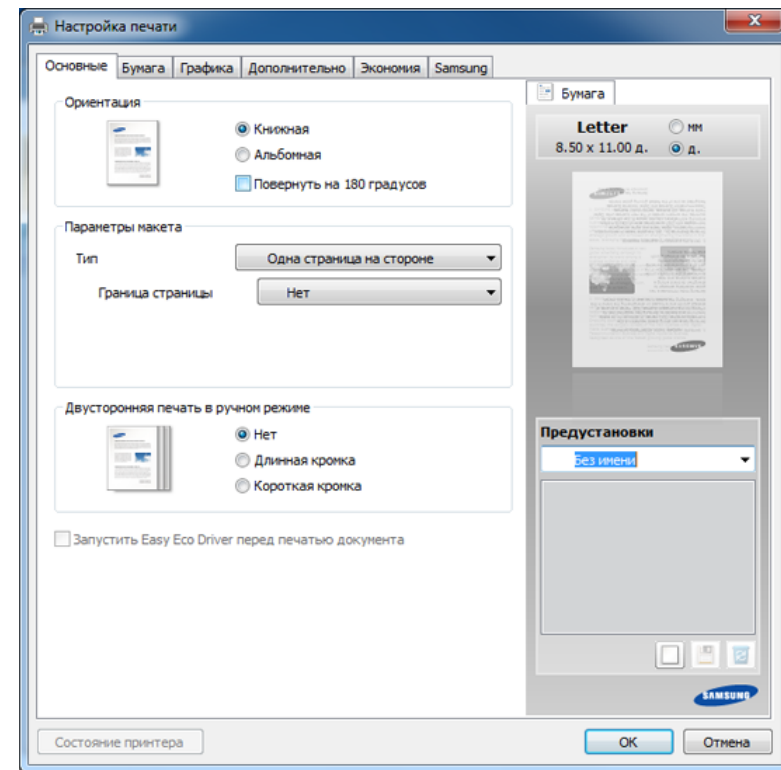 Настройка печати
Основные Бумага Графика Дополнительно Экономия Samsung
Ориентация
Книжная
Альбомная
Повернуть на 180 градусов
Параметры макета
Тип Одна страница на стороне
Граница страницы Нет
Двусторонняя печать в ручном режиме
Нет
Длинная кромка
Короткая кромка
Запустить Easy Eco Driver перед печатью документа
Бумага
Letter мм
8.50 x 11.00 д. д.
Предустановки
Без имени
SAMSUNG
Состояние принтера OK Отмена